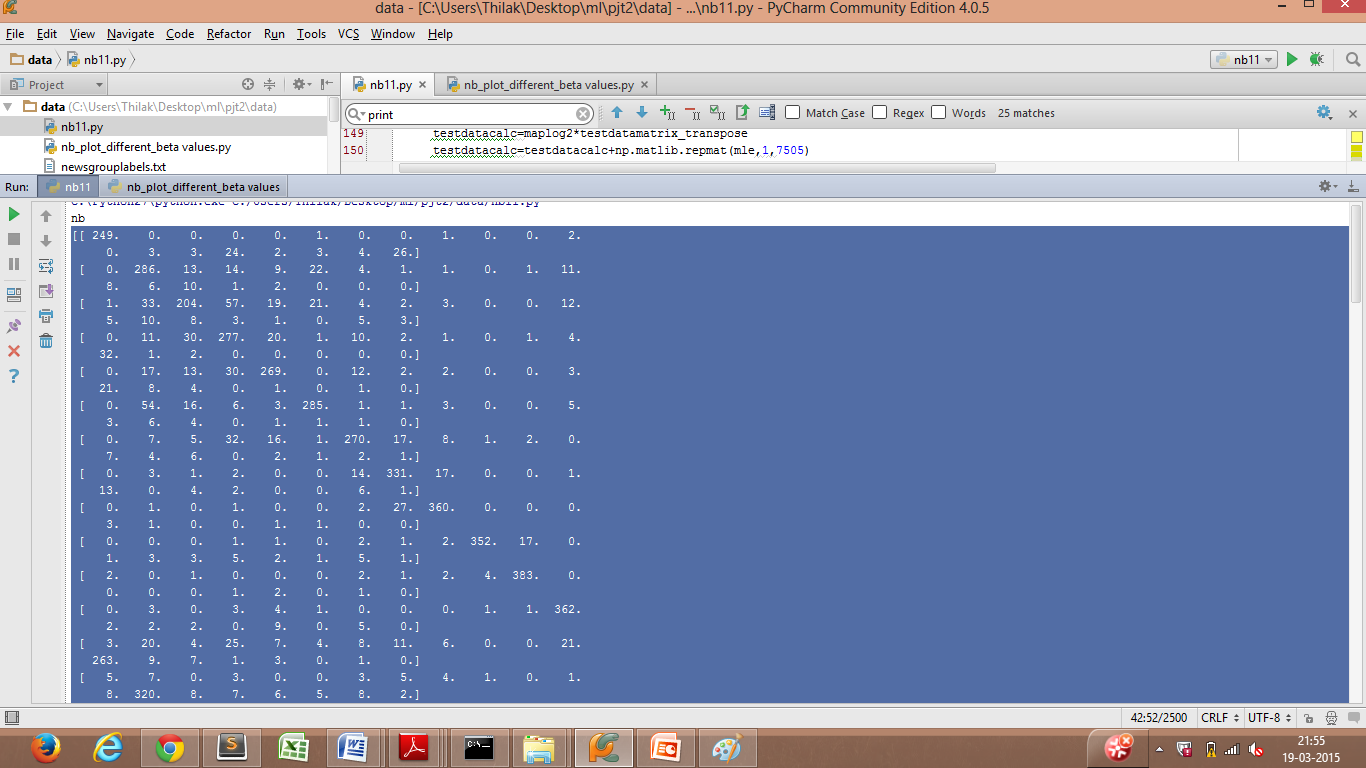 data - [C:\Users\Thilak\Desktop\ml\pjt2\data] - ...\nb11.py - PyCharm Community Edition 4.0.5
File Edit View Navigate Code Refactor Run Tools VCS Window Help
data nb11.py nb11
Project nb11.py nb_plot_different_beta values.py
data (C:\Users\Thilak\Desktop\ml\pjt2\data)
print Match Case Regex Words 25 matches
nb11.py
149 testdatacalc=maplog2*testdatamatrix_transpose
nb_plot_different_beta values.py
150 testdatacalc=testdatacalc+np.matlib.repmat(mle,1,7505)
newsgrouplabels.txt
Run: nb11 nb_plot_different_beta values
C:\Python27\python.exe C:/Users/Thilak/Desktop/ml/pjt2/data/nb11.py
nb
[[ 249. 0. 0. 0. 0. 1. 0. 0. 1. 0. 0. 2.
0. 3. 3. 24. 2. 3. 4. 26.]
[ 0. 286. 13. 14. 9. 22. 4. 1. 1. 0. 1. 11.
8. 6. 10. 1. 2. 0. 0. 0.]
[ 1. 33. 204. 57. 19. 21. 4. 2. 3. 0. 0. 12.
5. 10. 8. 3. 1. 0. 5. 3.]
[ 0. 11. 30. 277. 20. 1. 10. 2. 1. 0. 1. 4.
32. 1. 2. 0. 0. 0. 0. 0.]
[ 0. 17. 13. 30. 269. 0. 12. 2. 2. 0. 0. 3.
21. 8. 4. 0. 1. 0. 1. 0.]
[ 0. 54. 16. 6. 3. 285. 1. 1. 3. 0. 0. 5.
3. 6. 4. 0. 1. 1. 1. 0.]
[ 0. 7. 5. 32. 16. 1. 270. 17. 8. 1. 2. 0.
7. 4. 6. 0. 2. 1. 2. 1.]
[ 0. 3. 1. 2. 0. 0. 14. 331. 17. 0. 0. 1.
13. 0. 4. 2. 0. 0. 6. 1.]
[ 0. 1. 0. 1. 0. 0. 2. 27. 360. 0. 0. 0.
3. 1. 0. 0. 1. 1. 0. 0.]
[ 0. 0. 0. 1. 1. 0. 2. 1. 2. 352. 17. 0.
1. 3. 3. 5. 2. 1. 5. 1.]
[ 2. 0. 1. 0. 0. 0. 2. 1. 2. 4. 383. 0.
0. 0. 0. 1. 2. 0. 1. 0.]
[ 0. 3. 0. 3. 4. 1. 0. 0. 0. 1. 1. 362.
2. 2. 2. 0. 9. 0. 5. 0.]
[ 3. 20. 4. 25. 7. 4. 8. 11. 6. 0. 0. 21.
263. 9. 7. 1. 3. 0. 1. 0.]
[ 5. 7. 0. 3. 0. 0. 3. 5. 4. 1. 0. 1.
8. 320. 8. 7. 6. 5. 8. 2.]
42:52/2500 CRLF UTF-8
21:55
19-03-2015